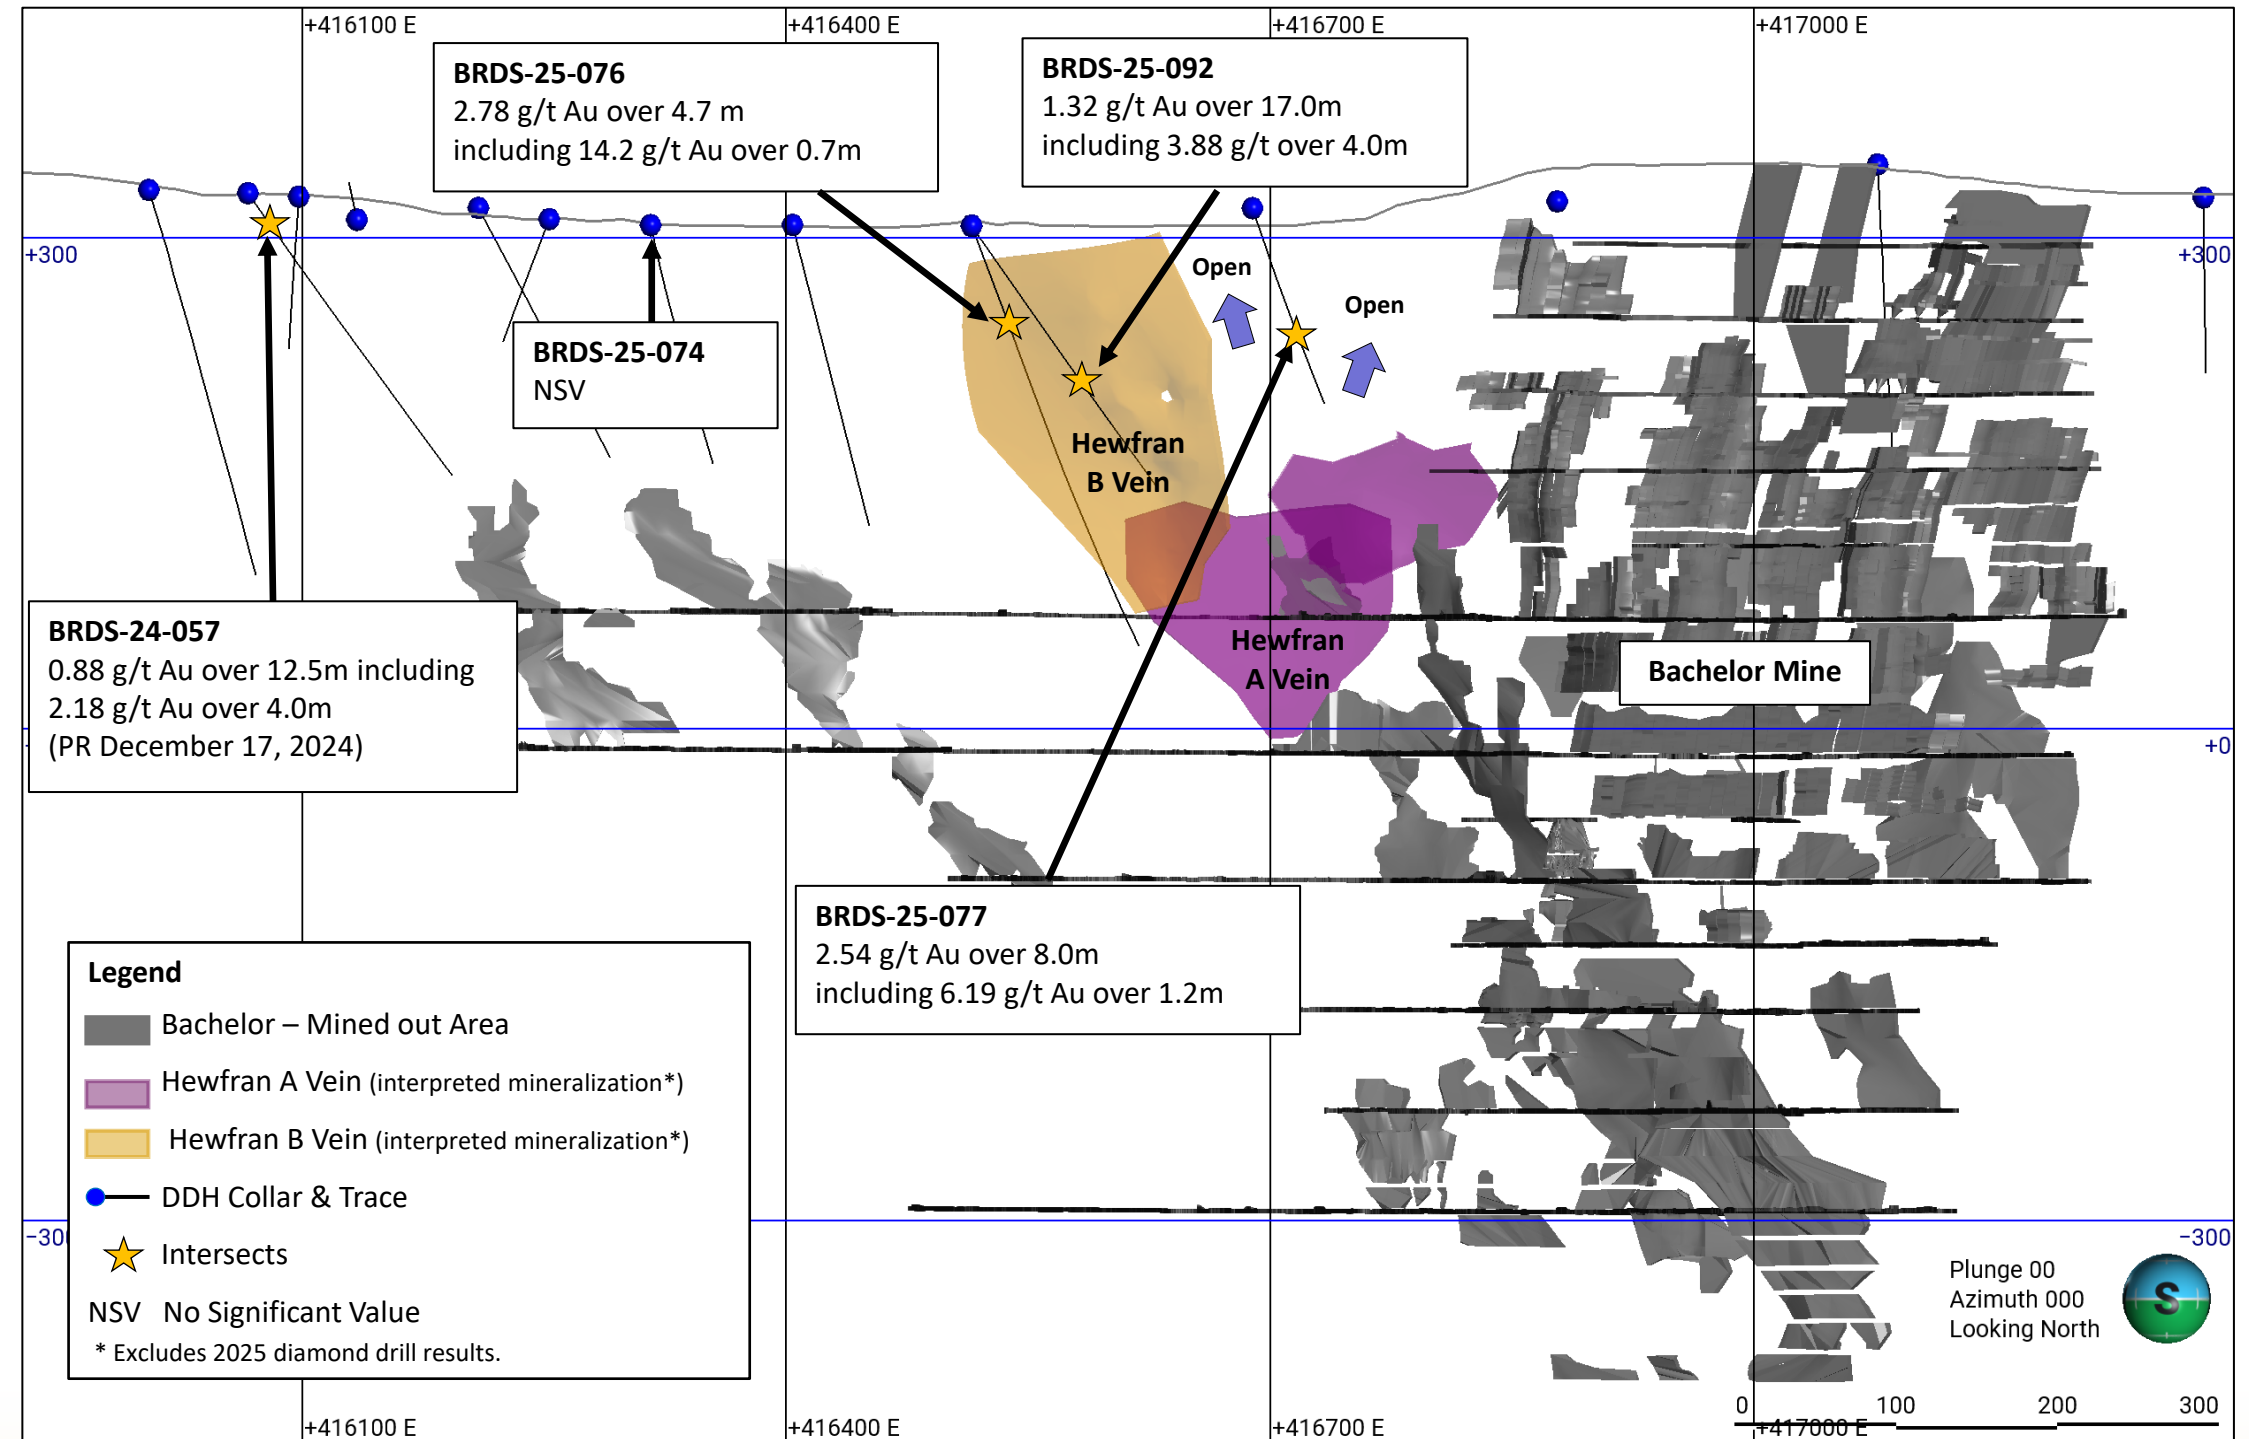 +416100 E
+416400 E
+416700 E
+417000 E
BRDS-25-076
2.78 g/t Au over 4.7 m
including 14.2 g/t Au over 0.7m
BRDS-25-092
1.32 g/t Au over 17.0m
including 3.88 g/t over 4.0m
+300
+300
Open
Open
BRDS-25-074
NSV
Hewfran
B Vein
BRDS-24-057
0.88 g/t Au over 12.5m including
2.18 g/t Au over 4.0m
(PR December 17, 2024)
Hewfran
A Vein
Bachelor Mine
+0
BRDS-25-077
2.54 g/t Au over 8.0m
including 6.19 g/t Au over 1.2m
Legend
Bachelor – Mined out Area
Hewfran A Vein (interpreted mineralization*)
Hewfran B Vein (interpreted mineralization*)
DDH Collar & Trace
Intersects
NSV No Significant Value
* Excludes 2025 diamond drill results.
−300
−300
Plunge 00
Azimuth 000
Looking North
S
0 100 200 300
+416100 E
+416400 E
+416700 E
+417000 E